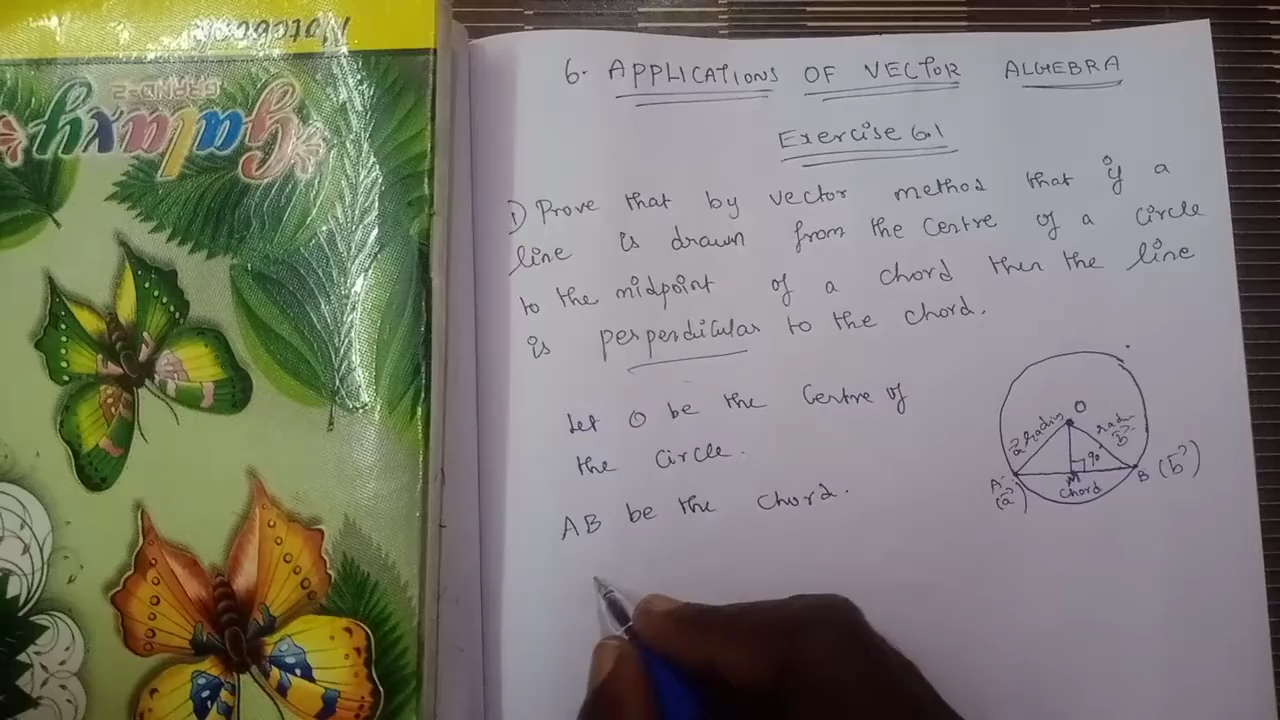 Notebook
Galaxy
GRAND-2
6. APPLICATIONS OF VECTOR ALGEBRA
Exercise 6.1
1) Prove that by vector method that if a
line is drawn from the centre of a circle
to the midpoint of a chord then the line
is perpendicular to the chord.
Let O be the centre of
the circle.
AB be the chord.
O
a⃗ radius
radius
b⃗
90°
A
(a⃗)
M
chord
B (b⃗)